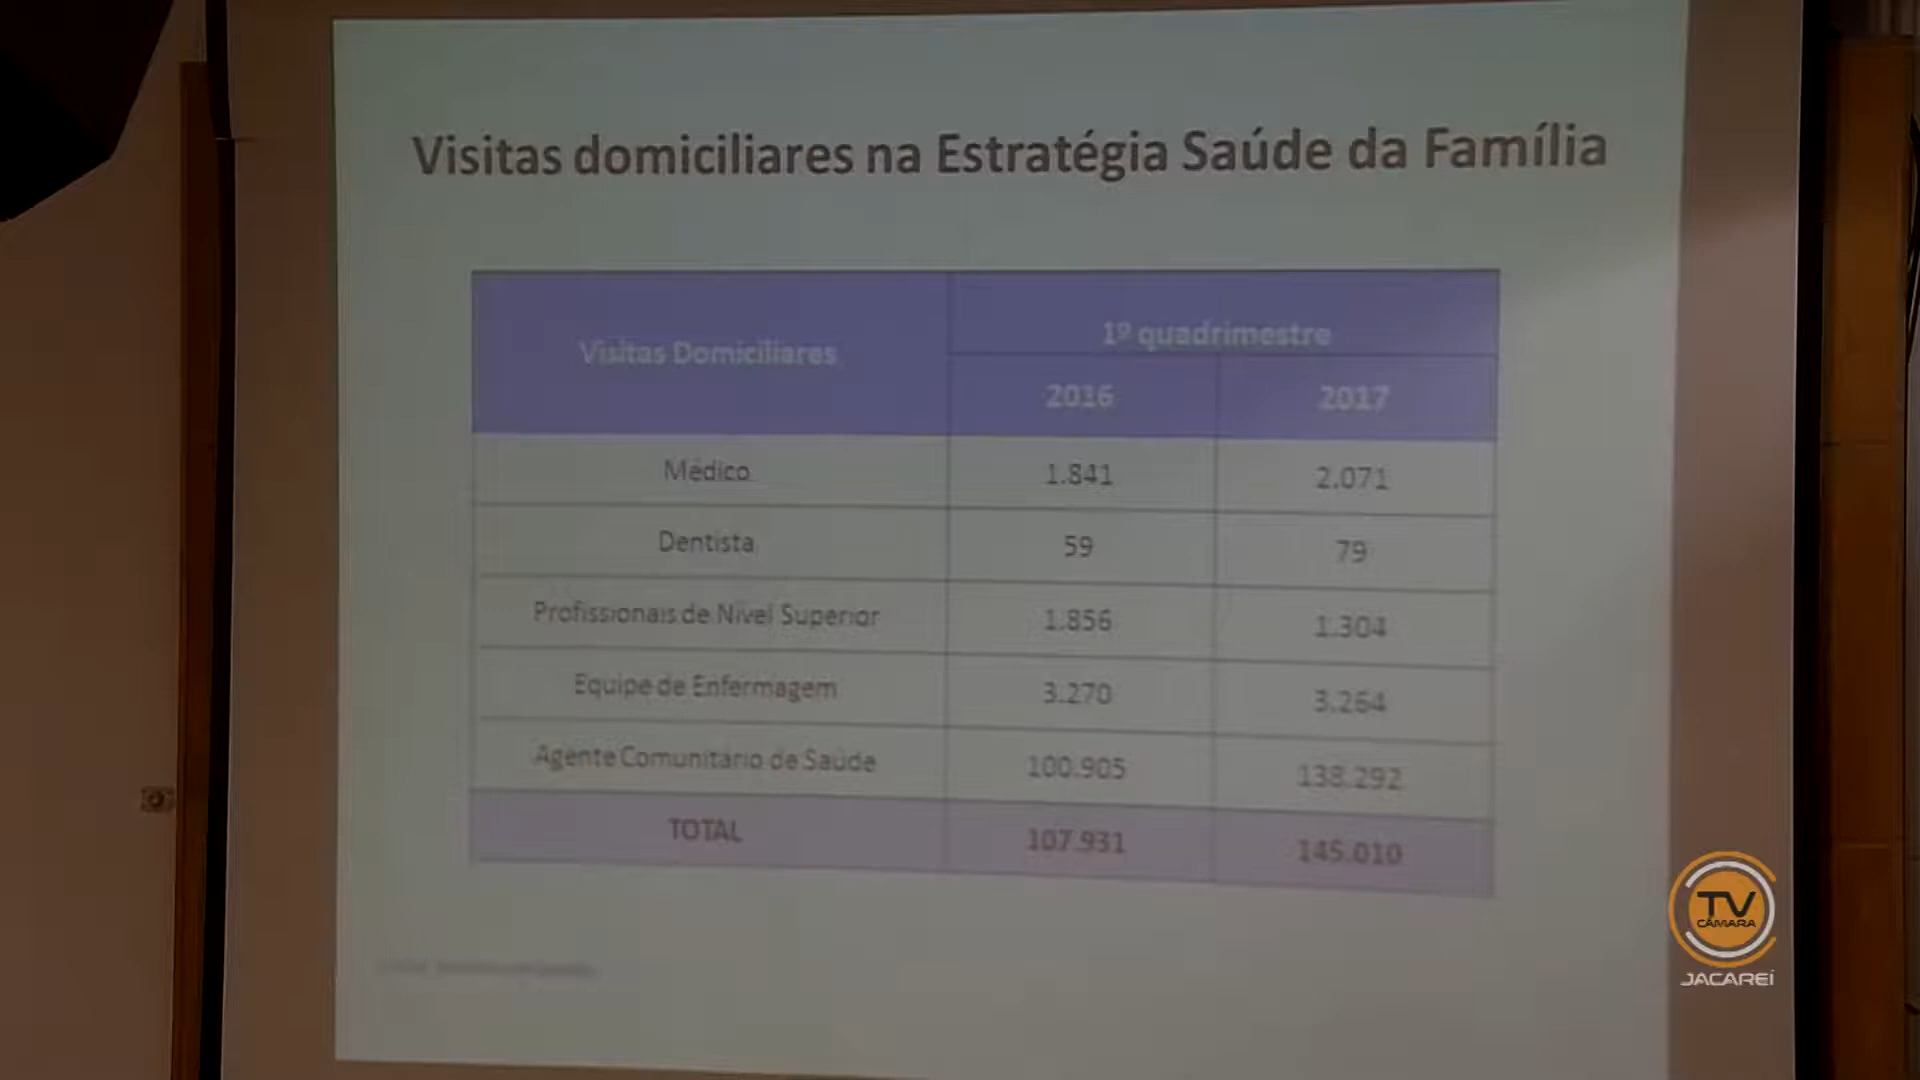 Visitas domiciliares na Estratégia Saúde da Família
Visitas Domiciliares
1º quadrimestre
2016 2017
Médico 1.841 2.071
Dentista 59 79
Profissionais de Nível Superior 1.856 1.304
Equipe de Enfermagem 3.270 3.264
Agente Comunitário de Saúde 100.905 138.292
TOTAL 107.931 145.010
TV
CÂMARA
JACAREÍ